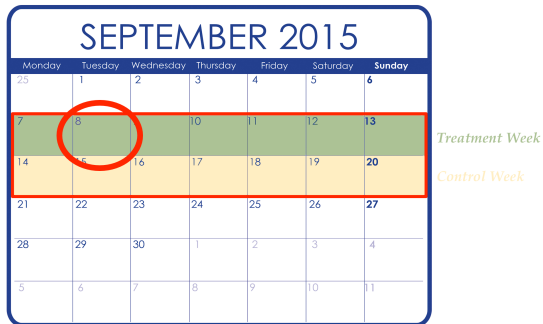 SEPTEMBER 2015
Monday Tuesday Wednesday Thursday Friday Saturday Sunday
25 1 2 3 4 5 6
7 8 10 11 12 13
Treatment Week
14 15 16 17 18 19 20
Control Week
21 22 23 24 25 26 27
28 29 30 1 2 3 4
5 6 7 8 9 10 11